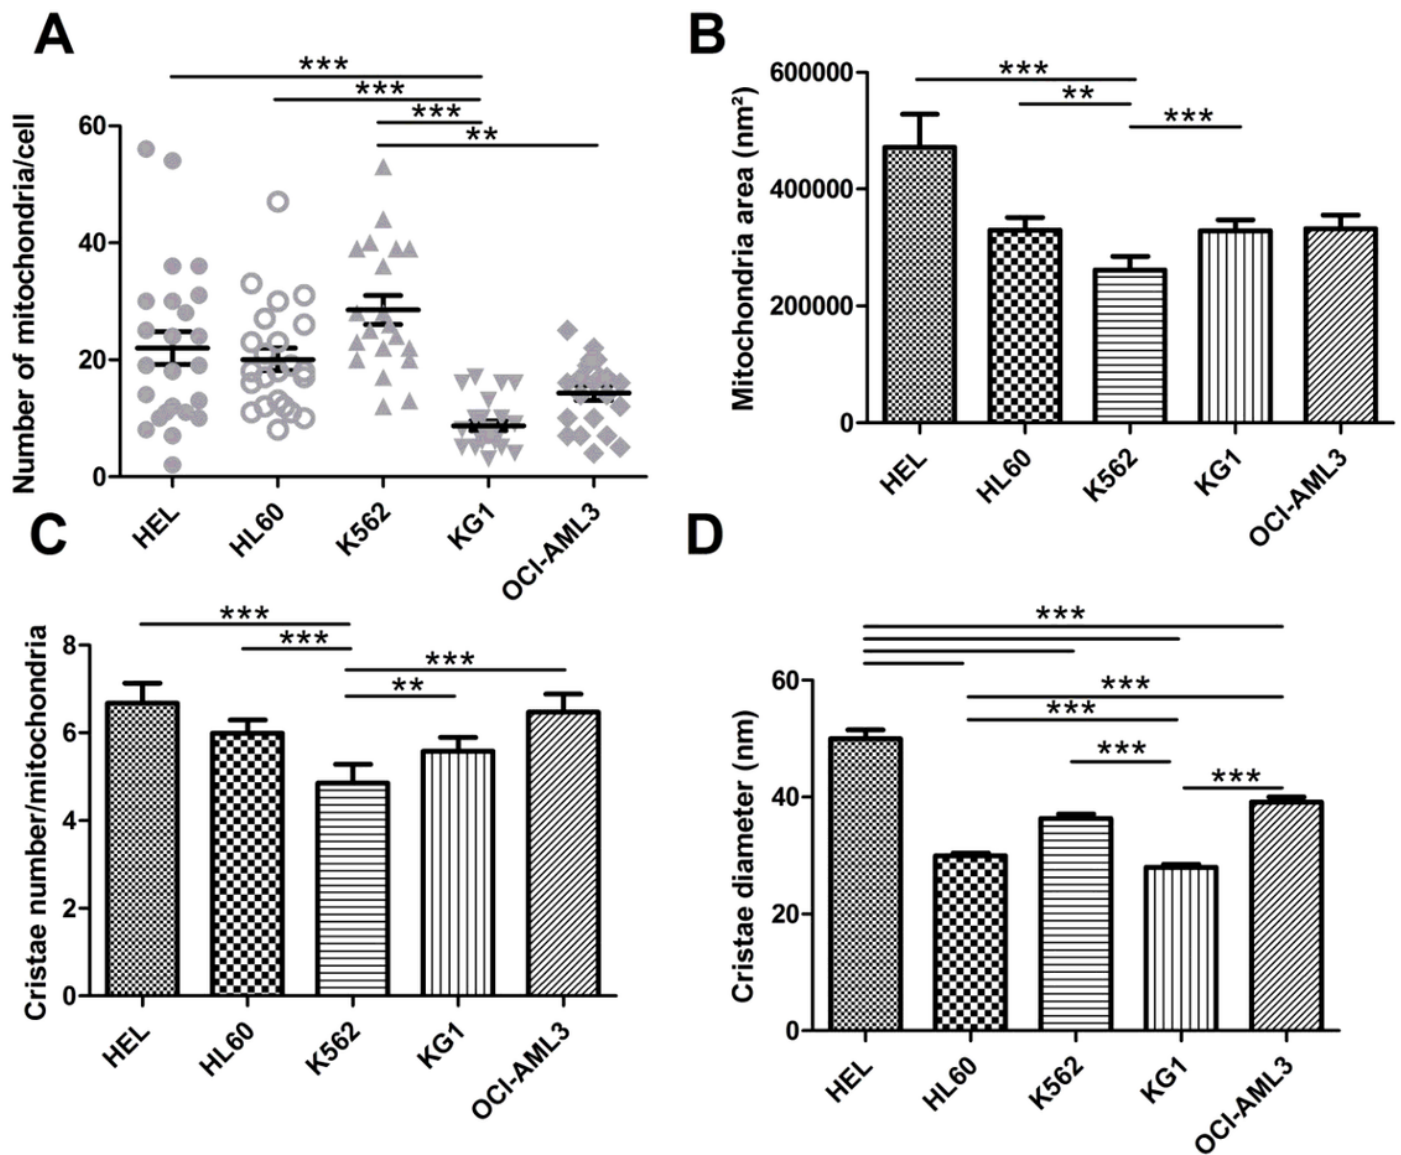 A
***
***
***
**
Number of mitochondria/cell
60
40
20
0
HEL
HL60
K562
KG1
OCI-AML3
B
***
**
***
Mitochondria area (nm²)
600000
400000
200000
0
HEL
HL60
K562
KG1
OCI-AML3
C
***
***
***
**
Cristae number/mitochondria
8
6
4
2
0
HEL
HL60
K562
KG1
OCI-AML3
D
***
***
***
***
***
Cristae diameter (nm)
60
40
20
0
HEL
HL60
K562
KG1
OCI-AML3